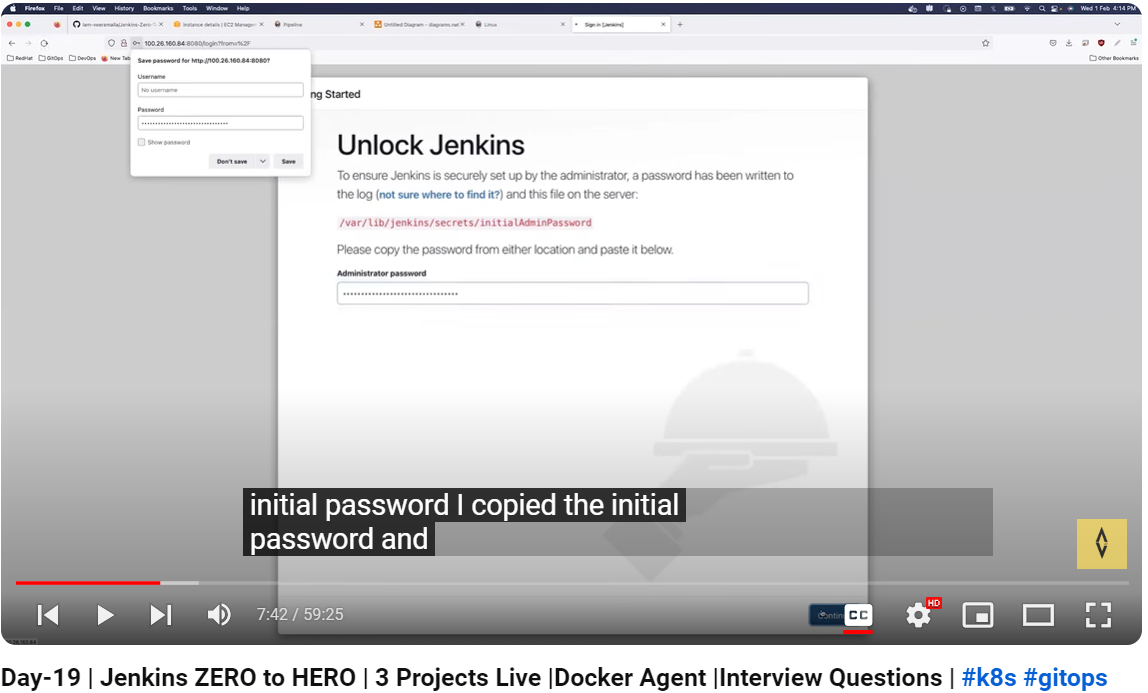 Firefox File Edit View History Bookmarks Tools Window Help
Wed 1 Feb 4:14 PM
Instance details | EC2 Manager
Pipeline
Untitled Diagram - diagrams.net
Linux
Sign in [Jenkins]
100.26.160.84:8080/login?from=%2F
RedHat GitOps DevOps New Tab
Other Bookmarks
Save password for http://100.26.160.84:8080?
Username
No username
Password
Show password
Don't save Save
ng Started
Unlock Jenkins
To ensure Jenkins is securely set up by the administrator, a password has been written to
the log (not sure where to find it?) and this file on the server:
/var/lib/jenkins/secrets/initialAdminPassword
Please copy the password from either location and paste it below.
Administrator password
initial password I copied the initial
password and
7:42 / 59:25
Contin
CC
HD
Day-19 | Jenkins ZERO to HERO | 3 Projects Live |Docker Agent |Interview Questions | #k8s #gitops